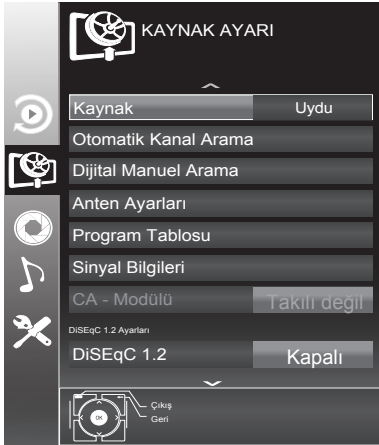 KAYNAK AYARI
Kaynak Uydu
Otomatik Kanal Arama
Dijital Manuel Arama
Anten Ayarları
Program Tablosu
Sinyal Bilgileri
CA - Modülü Takılı değil
DiSEqC 1.2 Ayarları
DiSEqC 1.2 Kapalı
OK
Çıkış
Geri